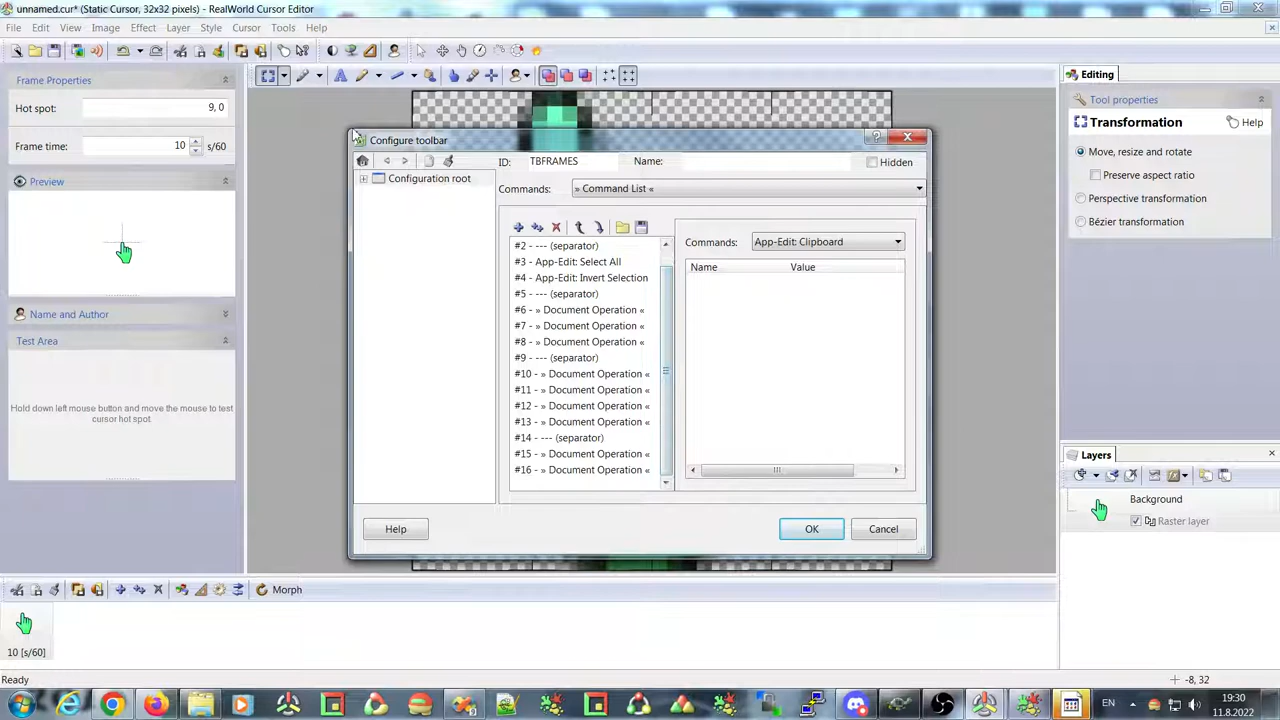 unnamed.cur* (Static Cursor, 32x32 pixels) - RealWorld Cursor Editor
File Edit View Image Effect Layer Style Cursor Tools Help
Frame Properties
Hot spot: 9, 0
Frame time: 10 s/60
Preview
Name and Author
Test Area
Hold down left mouse button and move the mouse to test
cursor hot spot.
Configure toolbar
ID: TBFRAMES Name: Hidden
Configuration root
Commands: » Command List «
#2 - --- (separator)
#3 - App-Edit: Select All
#4 - App-Edit: Invert Selection
#5 - --- (separator)
#6 - » Document Operation «
#7 - » Document Operation «
#8 - » Document Operation «
#9 - --- (separator)
#10 - » Document Operation «
#11 - » Document Operation «
#12 - » Document Operation «
#13 - » Document Operation «
#14 - --- (separator)
#15 - » Document Operation «
#16 - » Document Operation «
Commands: App-Edit: Clipboard
Name Value
Help OK Cancel
Editing
Tool properties
Transformation Help
Move, resize and rotate
Preserve aspect ratio
Perspective transformation
Bézier transformation
Layers
Background
Raster layer
Morph
10 [s/60]
Ready
-8, 32
EN
19:30
11.8.2022